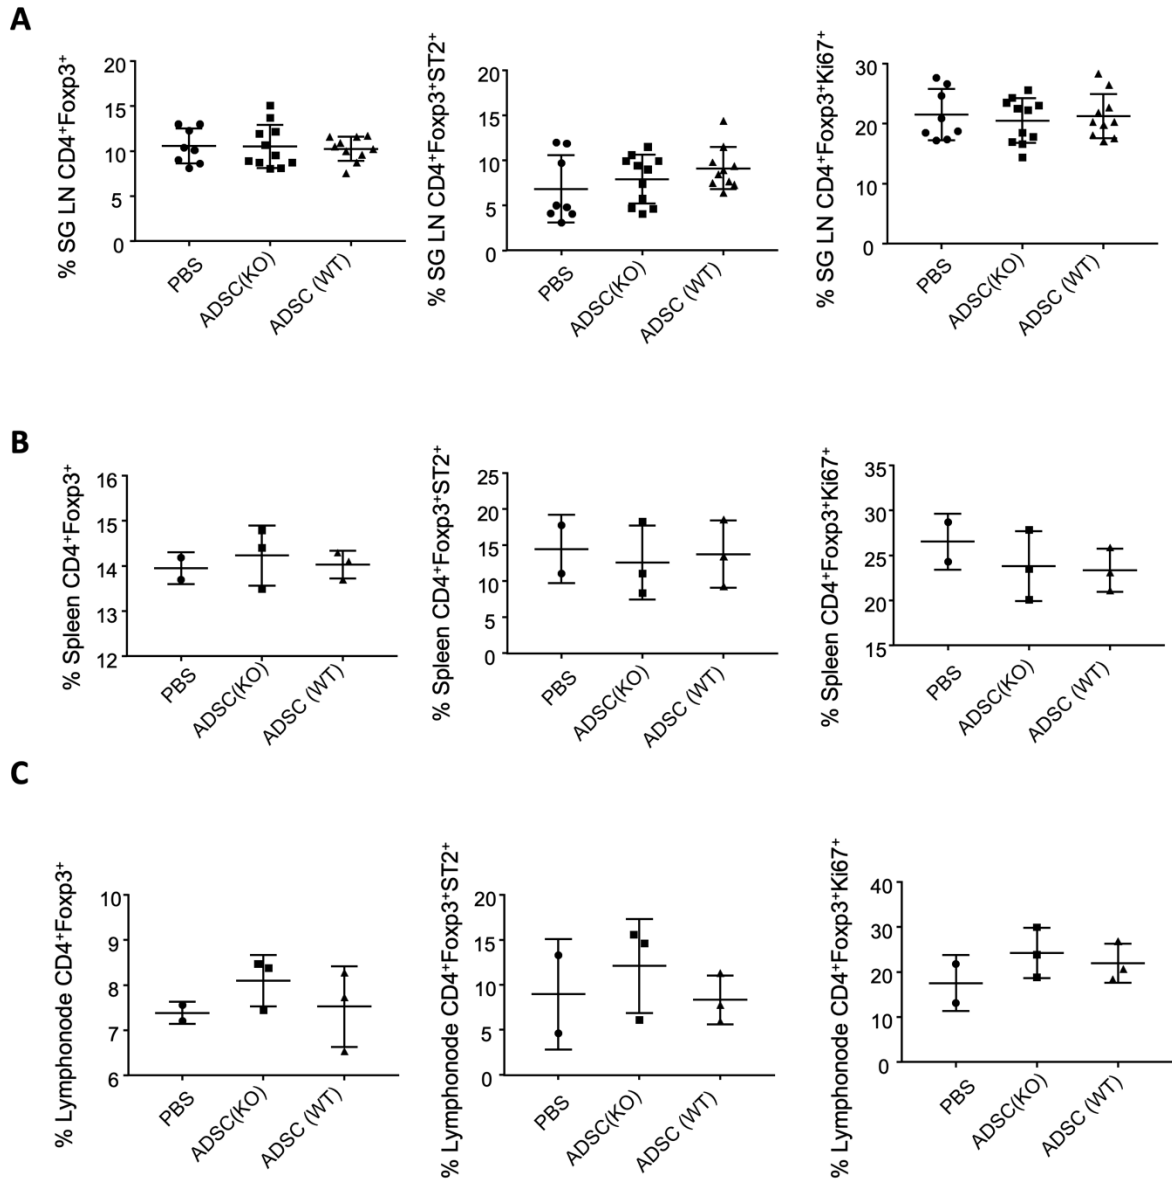 A
% SG LN CD4⁺Foxp3⁺
20
15
10
5
0
PBS
ADSC(KO)
ADSC (WT)
% SG LN CD4⁺Foxp3⁺ST2⁺
20
15
10
5
0
PBS
ADSC(KO)
ADSC (WT)
% SG LN CD4⁺Foxp3⁺Ki67⁺
30
20
10
0
PBS
ADSC(KO)
ADSC (WT)
B
% Spleen CD4⁺Foxp3⁺
16
15
14
13
12
PBS
ADSC(KO)
ADSC (WT)
% Spleen CD4⁺Foxp3⁺ST2⁺
25
20
15
10
5
0
PBS
ADSC(KO)
ADSC (WT)
% Spleen CD4⁺Foxp3⁺Ki67⁺
35
30
25
20
15
PBS
ADSC(KO)
ADSC (WT)
C
% Lymphonode CD4⁺Foxp3⁺
10
9
8
7
6
PBS
ADSC(KO)
ADSC (WT)
% Lymphonode CD4⁺Foxp3⁺ST2⁺
20
15
10
5
0
PBS
ADSC(KO)
ADSC (WT)
% Lymphonode CD4⁺Foxp3⁺Ki67⁺
40
30
20
10
0
PBS
ADSC(KO)
ADSC (WT)